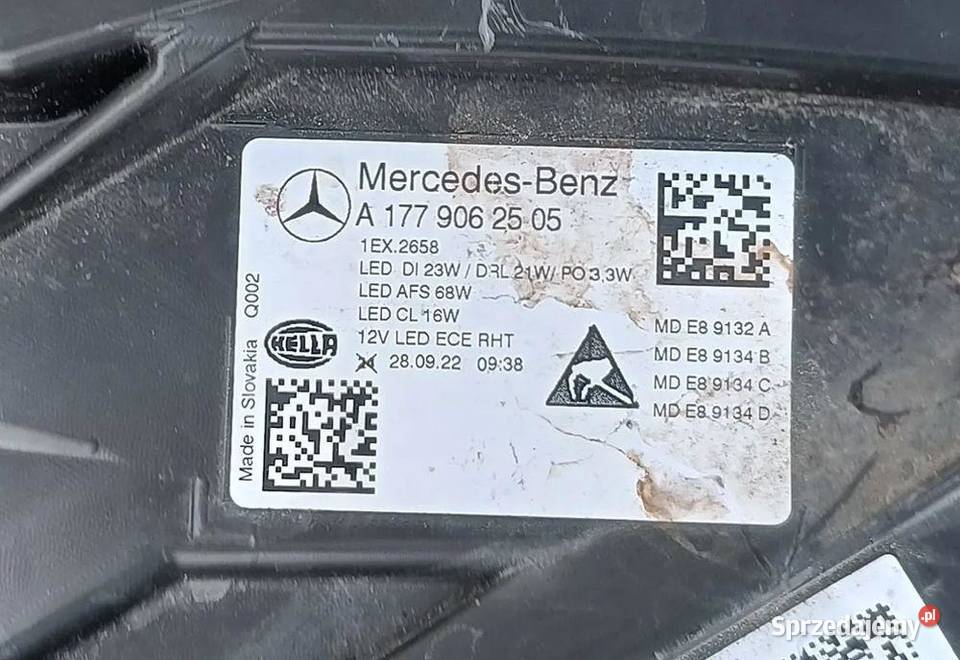 Mercedes-Benz
A 177 906 25 05
1EX.2658
LED DI 23W / DRL 21W/ PO 3,3W
LED AFS 68W
LED CL 16W
12V LED ECE RHT
28.09.22 09:38
HELLA
Made in Slovakia Q002
MD E8 9132 A
MD E8 9134 B
MD E8 9134 C
MD E8 9134 D
Sprzedajemy.pl